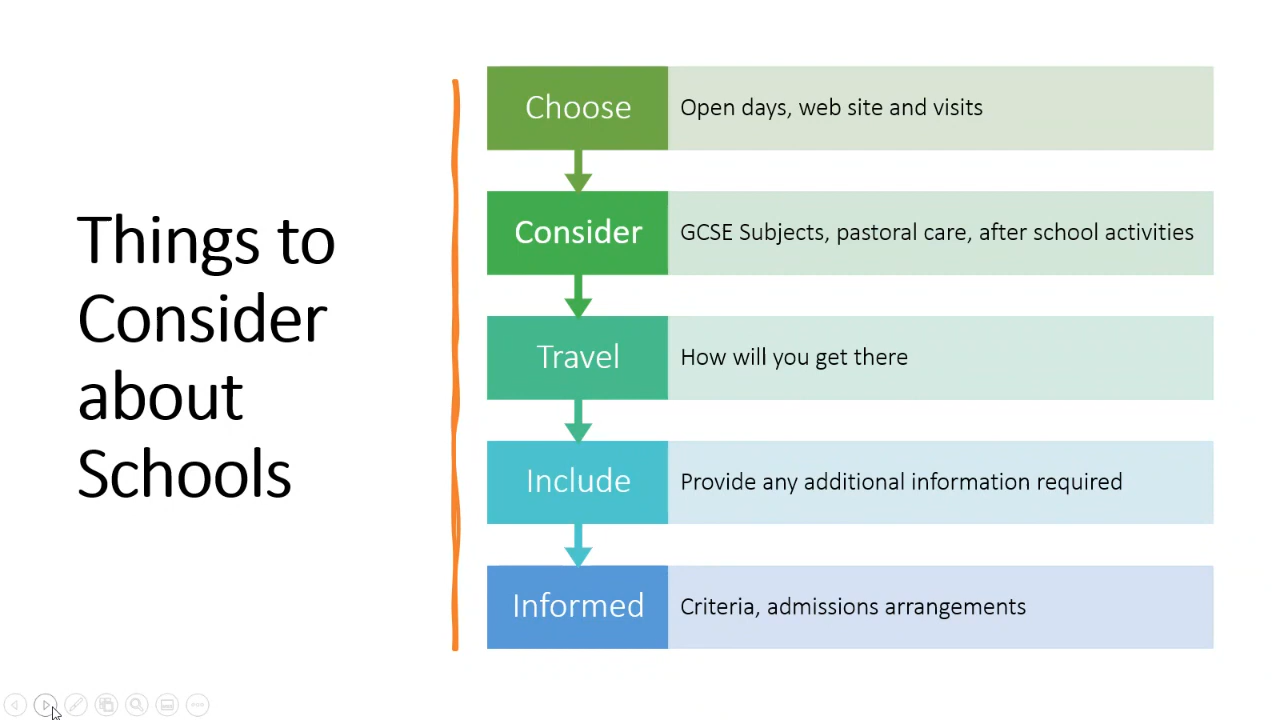 Things to
Consider
about
Schools
Choose
Open days, web site and visits
Consider
GCSE Subjects, pastoral care, after school activities
Travel
How will you get there
Include
Provide any additional information required
Informed
Criteria, admissions arrangements